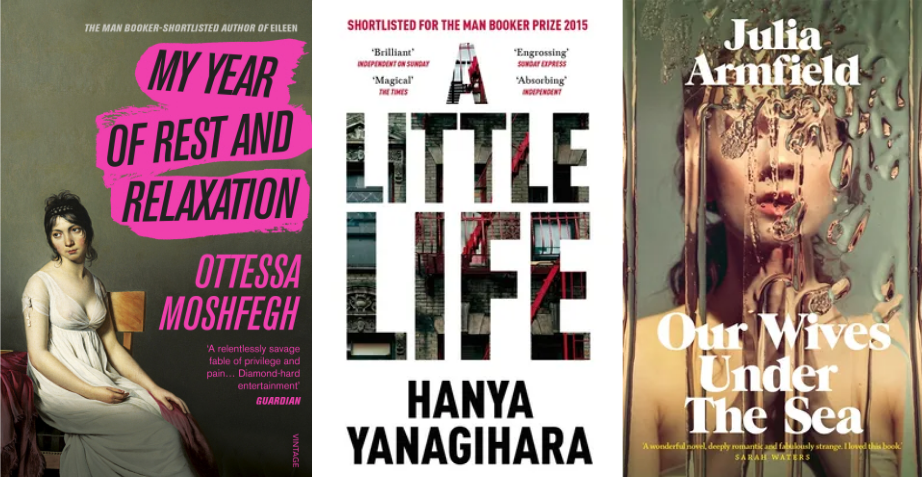 THE MAN BOOKER-SHORTLISTED AUTHOR OF EILEEN
MY YEAR
OF REST AND
RELAXATION
OTTESSA
MOSHFEGH
'A relentlessly savage
fable of privilege and
pain... Diamond-hard
entertainment'
GUARDIAN
VINTAGE
SHORTLISTED FOR THE MAN BOOKER PRIZE 2015
'Brilliant'
INDEPENDENT ON SUNDAY
'Engrossing'
SUNDAY EXPRESS
'Magical'
THE TIMES
'Absorbing'
INDEPENDENT
A
LITTLE
LIFE
HANYA
YANAGIHARA
Julia
Armfield
Our Wives
Under
The Sea
'A wonderful novel, deeply romantic and fabulously strange. I loved this book.'
SARAH WATERS